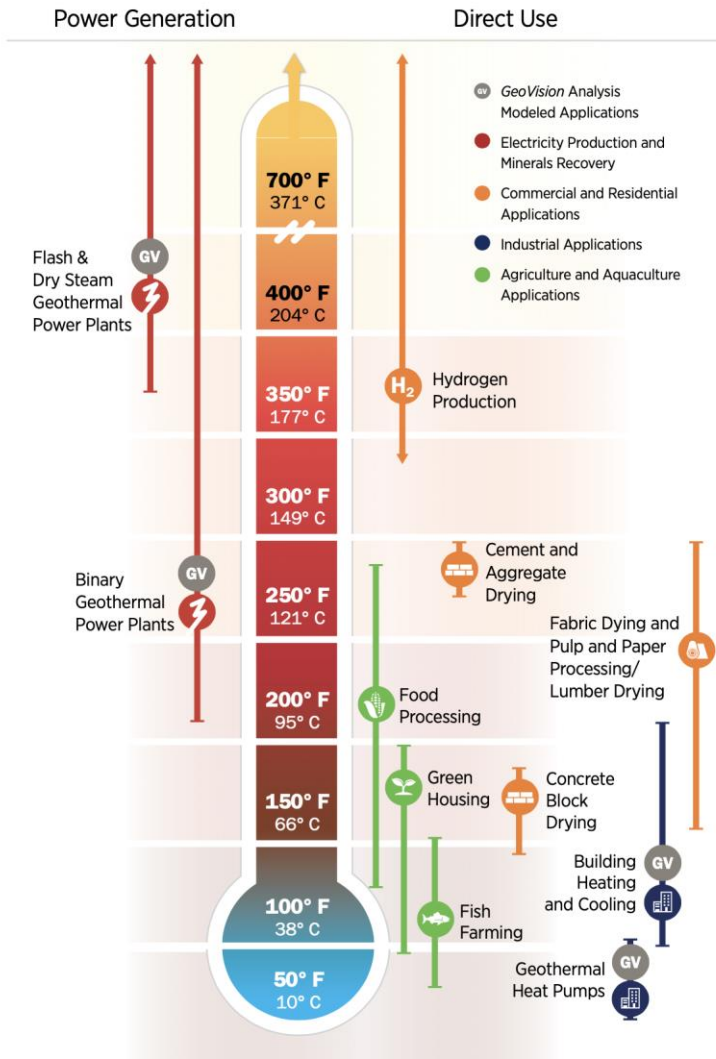 Power Generation
Direct Use
GV
GeoVision Analysis
Modeled Applications
Electricity Production and
Minerals Recovery
Commercial and Residential
Applications
Industrial Applications
Agriculture and Aquaculture
Applications
700° F
371° C
Flash &
Dry Steam
Geothermal
Power Plants
GV
400° F
204° C
350° F
177° C
H₂
Hydrogen
Production
300° F
149° C
Binary
Geothermal
Power Plants
GV
250° F
121° C
Cement and
Aggregate
Drying
Fabric Dying and
Pulp and Paper
Processing/
Lumber Drying
200° F
95° C
Food
Processing
150° F
66° C
Green
Housing
Concrete
Block
Drying
Building
Heating
and Cooling
GV
100° F
38° C
Fish
Farming
50° F
10° C
Geothermal
Heat Pumps
GV